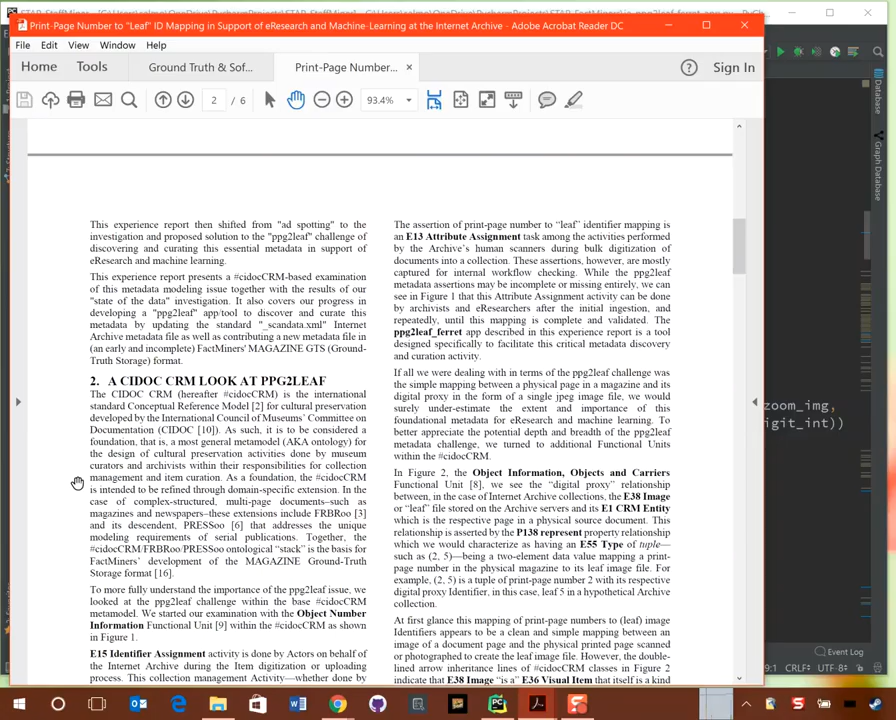 Print-Page Number to "Leaf" ID Mapping in Support of eResearch and Machine-Learning at the Internet Archive - Adobe Acrobat Reader DC
File Edit View Window Help
Home Tools Ground Truth & Sof... Print-Page Number... × Sign In
2 / 6 93.4%
This experience report then shifted from "ad spotting" to the
investigation and proposed solution to the "ppg2leaf" challenge of
discovering and curating this essential metadata in support of
eResearch and machine learning.
This experience report presents a #cidocCRM-based examination
of this metadata modeling issue together with the results of our
"state of the data" investigation. It also covers our progress in
developing a "ppg2leaf" app/tool to discover and curate this
metadata by updating the standard "_scandata.xml" Internet
Archive metadata file as well as contributing a new metadata file in
(an early and incomplete) FactMiners' MAGAZINE GTS (Ground-
Truth Storage) format.
2. A CIDOC CRM LOOK AT PPG2LEAF
The CIDOC CRM (hereafter #cidocCRM) is the international
standard Conceptual Reference Model [2] for cultural preservation
developed by the International Council of Museums' Committee on
Documentation (CIDOC [10]). As such, it is to be considered a
foundation, that is, a most general metamodel (AKA ontology) for
the design of cultural preservation activities done by museum
curators and archivists within their responsibilities for collection
management and item curation. As a foundation, the #cidocCRM
is intended to be refined through domain-specific extension. In the
case of complex-structured, multi-page documents–such as
magazines and newspapers–these extensions include FRBRoo [3]
and its descendent, PRESSoo [6] that addresses the unique
modeling requirements of serial publications. Together, the
#cidocCRM/FRBRoo/PRESSoo ontological "stack" is the basis for
FactMiners' development of the MAGAZINE Ground-Truth
Storage format [16].
To more fully understand the importance of the ppg2leaf issue, we
looked at the ppg2leaf challenge within the base #cidocCRM
metamodel. We started our examination with the Object Number
Information Functional Unit [9] within the #cidocCRM as shown
in Figure 1.
E15 Identifier Assignment activity is done by Actors on behalf of
the Internet Archive during the Item digitization or uploading
process. This collection management Activity—whether done by
The assertion of print-page number to "leaf" identifier mapping is
an E13 Attribute Assignment task among the activities performed
by the Archive's human scanners during bulk digitization of
documents into a collection. These assertions, however, are mostly
captured for internal workflow checking. While the ppg2leaf
metadata assertions may be incomplete or missing entirely, we can
see in Figure 1 that this Attribute Assignment activity can be done
by archivists and eResearchers after the initial ingestion, and
repeatedly, until this mapping is complete and validated. The
ppg2leaf_ferret app described in this experience report is a tool
designed specifically to facilitate this critical metadata discovery
and curation activity.
If all we were dealing with in terms of the ppg2leaf challenge was
the simple mapping between a physical page in a magazine and its
digital proxy in the form of a single jpeg image file, we would
surely under-estimate the extent and importance of this
foundational metadata for eResearch and machine learning. To
better appreciate the potential depth and breadth of the ppg2leaf
metadata challenge, we turned to additional Functional Units
within the #cidocCRM.
In Figure 2, the Object Information, Objects and Carriers
Functional Unit [8], we see the "digital proxy" relationship
between, in the case of Internet Archive collections, the E38 Image
or "leaf" file stored on the Archive servers and its E1 CRM Entity
which is the respective page in a physical source document. This
relationship is asserted by the P138 represent property relationship
which we would characterize as having an E55 Type of tuple—
such as (2, 5)—being a two-element data value mapping a print-
page number in the physical magazine to its leaf image file. For
example, (2, 5) is a tuple of print-page number 2 with its respective
digital proxy Identifier, in this case, leaf 5 in a hypothetical Archive
collection.
At first glance this mapping of print-page numbers to (leaf) image
Identifiers appears to be a clean and simple mapping between an
image of a document page and the physical printed page scanned
or photographed to create the leaf image file. However, the double-
lined arrow inheritance lines of #cidocCRM classes in Figure 2
indicate that E38 Image "is a" E36 Visual Item that itself is a kind
Database
Graph Database
zoom_img,
igit_int))
Event Log
9:1 CRLF÷ UTF-8÷